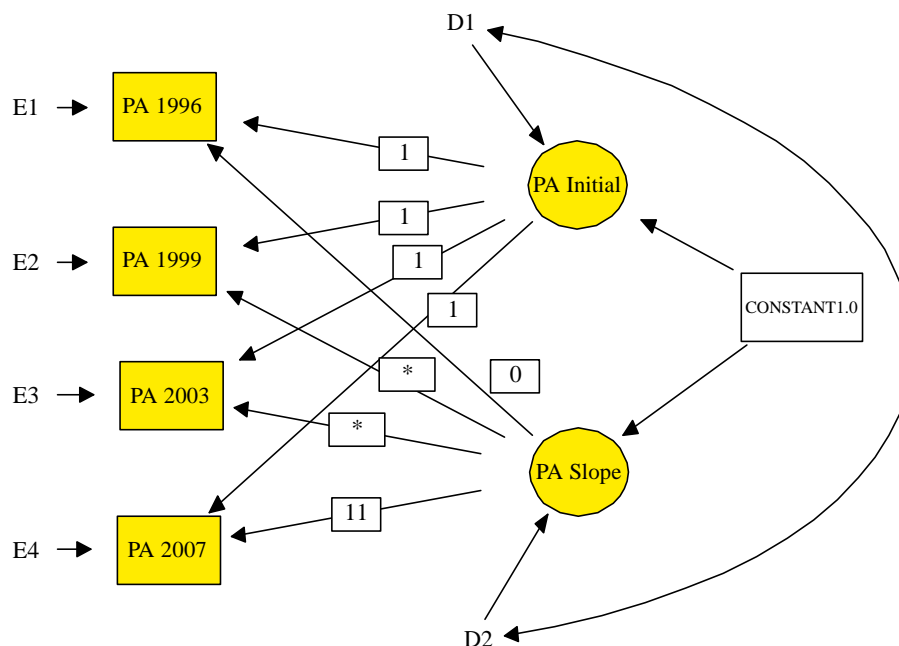 D1
E1
PA 1996
1
PA Initial
1
E2
PA 1999
1
1
CONSTANT1.0
*
0
E3
PA 2003
*
PA Slope
11
E4
PA 2007
D2